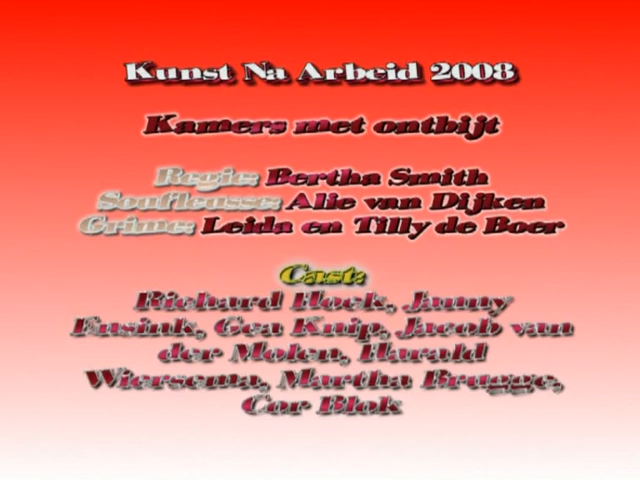 Kunst Na Arbeid 2008
Kamers met ontbijt
Regie: Bertha Smith
Soufleusse: Alie van Dijken
Grime: Leida en Tilly de Boer
Cast:
Richard Hoek, Janny
Eusink, Gea Knip, Jacob van
der Molen, Harald
Wiersema, Martha Brugge,
Cor Blok